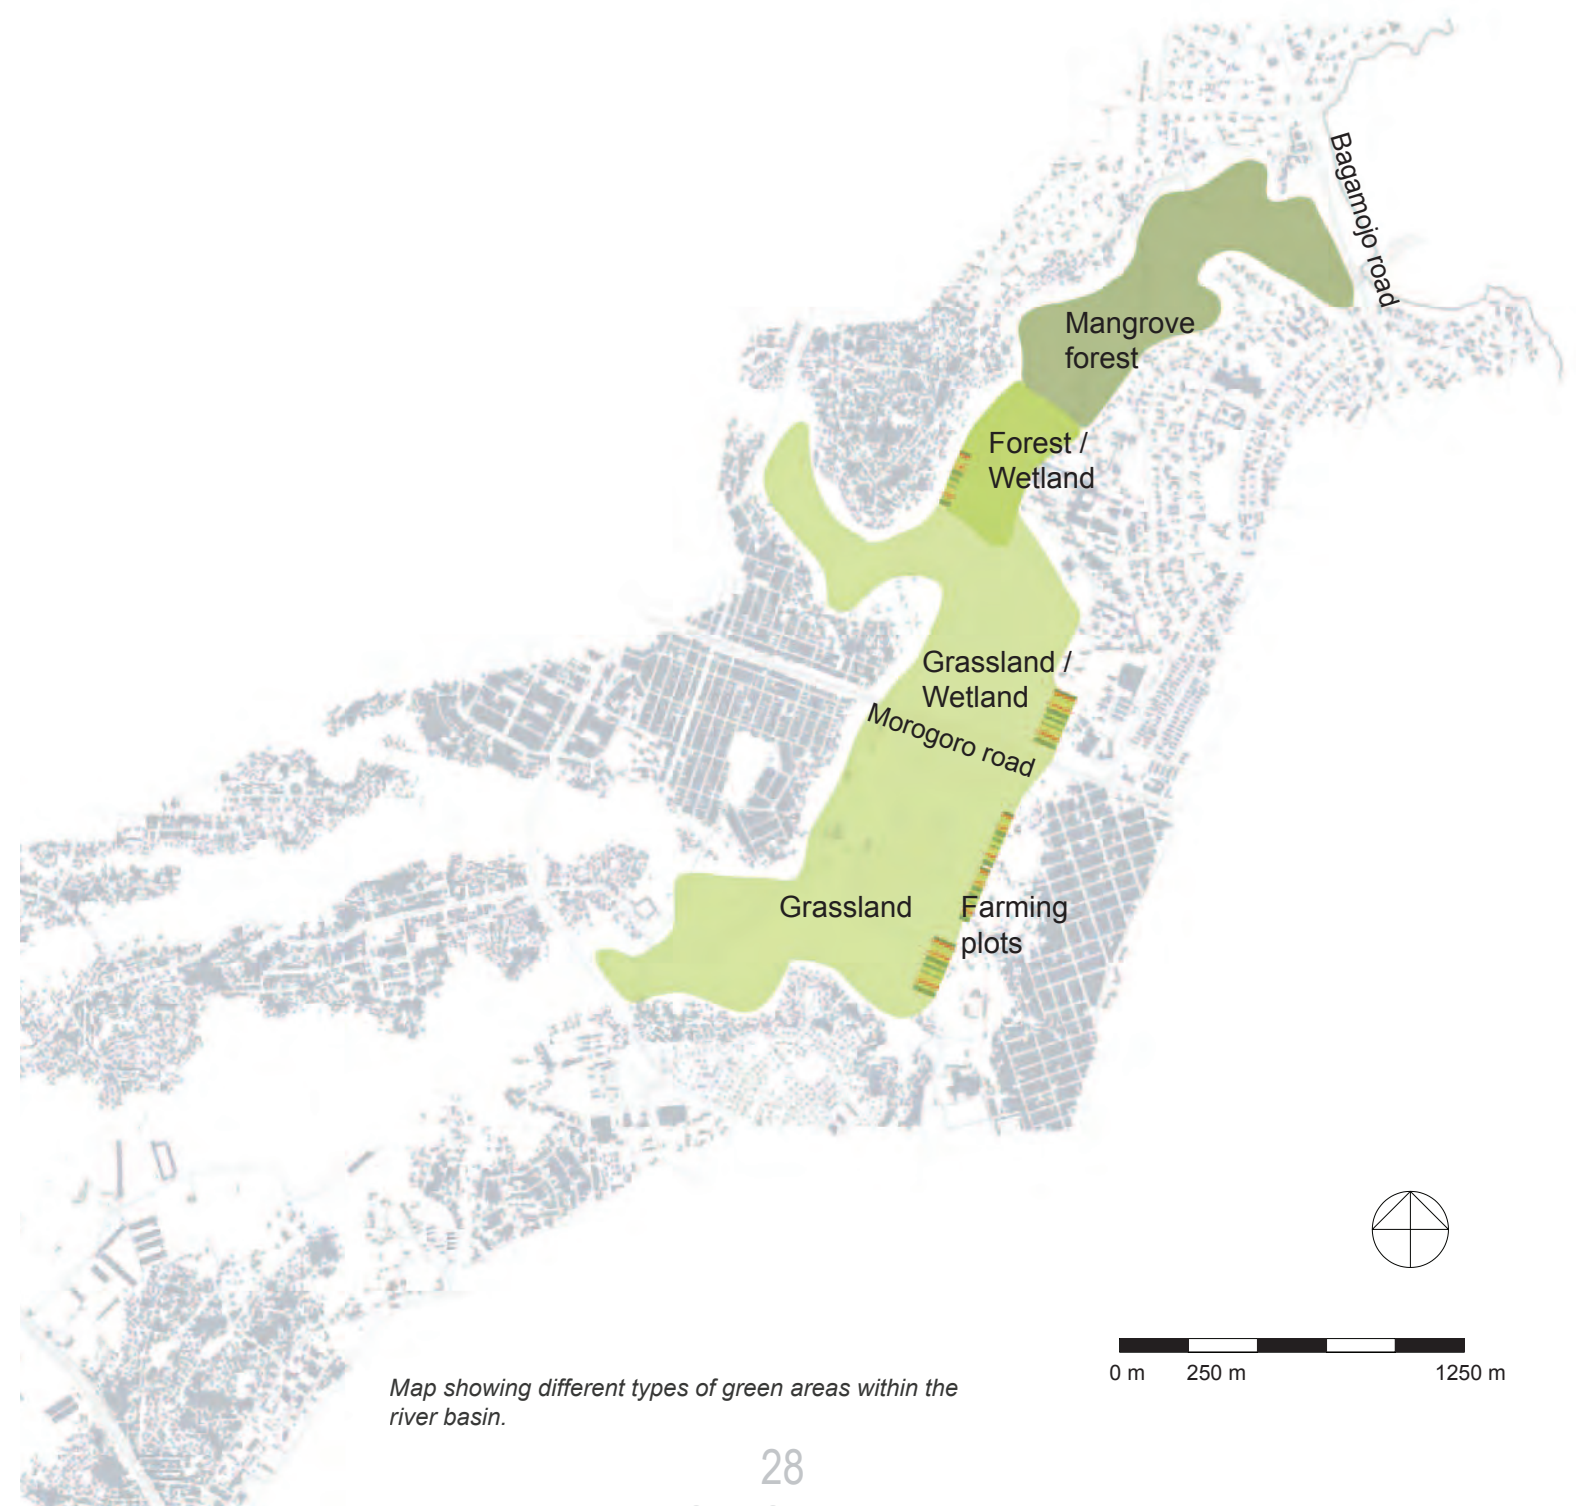 Bagamojo road
Mangrove
forest
Forest /
Wetland
Grassland /
Wetland
Morogoro road
Grassland
Farming
plots
0 m 250 m 1250 m
Map showing different types of green areas within the
river basin.
28